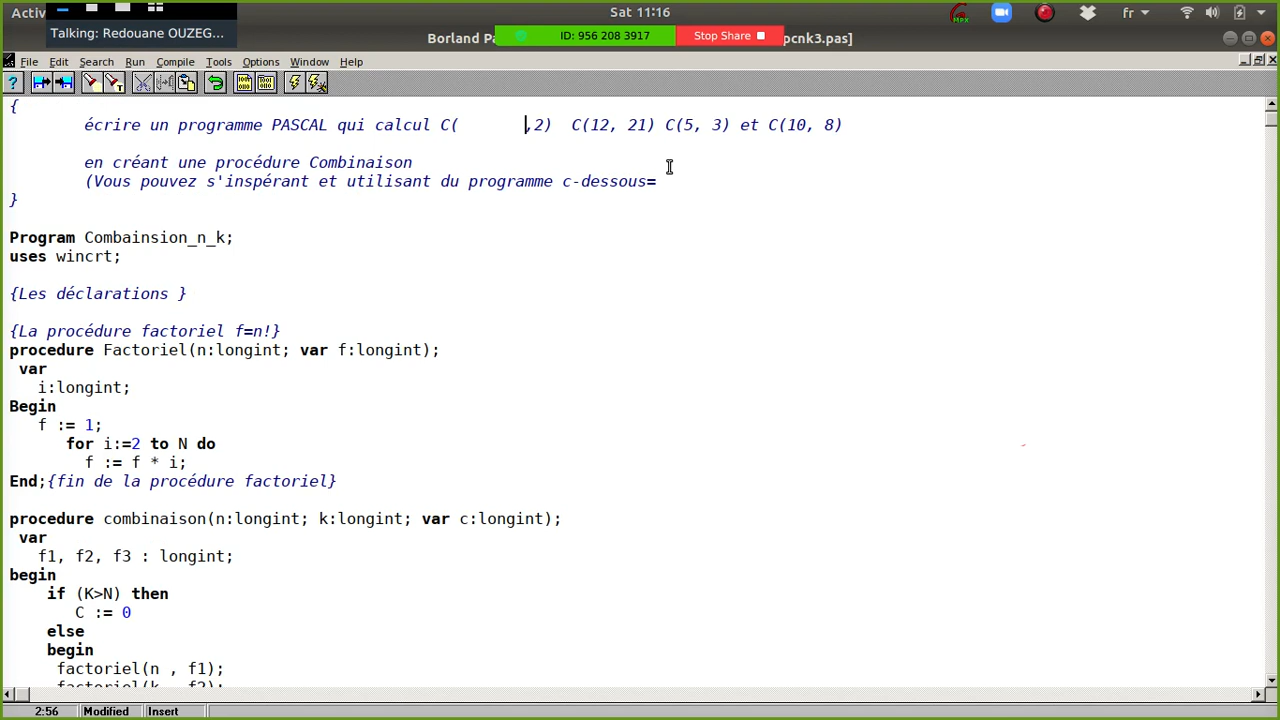 Activ
Sat 11:16
fr
Talking: Redouane OUZEG...
Borland Pa
ID: 956 208 3917
Stop Share
pcnk3.pas]
File Edit Search Run Compile Tools Options Window Help
{
écrire un programme PASCAL qui calcul C( ,2) C(12, 21) C(5, 3) et C(10, 8)
en créant une procédure Combinaison
(Vous pouvez s'inspérant et utilisant du programme c-dessous=
}
Program Combainsion_n_k;
uses wincrt;
{Les déclarations }
{La procédure factoriel f=n!}
procedure Factoriel(n:longint; var f:longint);
var
i:longint;
Begin
f := 1;
for i:=2 to N do
f := f * i;
End;{fin de la procédure factoriel}
procedure combinaison(n:longint; k:longint; var c:longint);
var
f1, f2, f3 : longint;
begin
if (K>N) then
C := 0
else
begin
factoriel(n , f1);
factoriel(k , f2);
2:56 Modified Insert